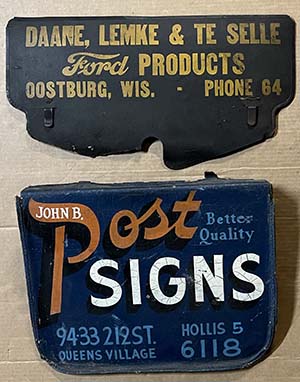 DAANE, LEMKE & TE SELLE
Ford PRODUCTS
OOSTBURG, WIS. - PHONE 64
JOHN B.
Post
Better
Quality
SIGNS
9433 212 ST. HOLLIS 5
QUEENS VILLAGE 6118